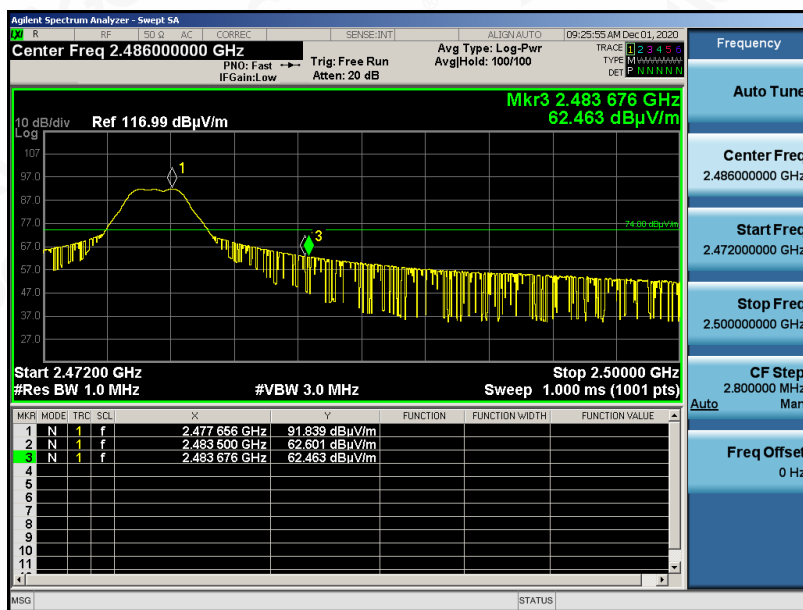 Agilent Spectrum Analyzer - Swept SA
LXI R RF 50 Ω AC CORREC SENSE:INT ALIGN AUTO 09:25:55 AM Dec 01, 2020
Center Freq 2.486000000 GHz
PNO: Fast
IFGain:Low
Trig: Free Run
Atten: 20 dB
Avg Type: Log-Pwr
Avg|Hold: 100/100
TRACE 1 2 3 4 5 6
TYPE M WWWWW
DET P N N N N N
Mkr3 2.483 676 GHz
62.463 dBµV/m
10 dB/div Ref 116.99 dBµV/m
Log
107
97.0
87.0
77.0
67.0
57.0
47.0
37.0
27.0
1
3
74.00 dBµV/m
Start 2.47200 GHz Stop 2.50000 GHz
#Res BW 1.0 MHz #VBW 3.0 MHz Sweep 1.000 ms (1001 pts)
MKR MODE TRC SCL X Y FUNCTION FUNCTION WIDTH FUNCTION VALUE
1 N 1 f 2.477 656 GHz 91.839 dBµV/m
2 N 1 f 2.483 500 GHz 62.601 dBµV/m
3 N 1 f 2.483 676 GHz 62.463 dBµV/m
4
5
6
7
8
9
10
11
MSG STATUS
Frequency
Auto Tune
Center Freq
2.486000000 GHz
Start Freq
2.472000000 GHz
Stop Freq
2.500000000 GHz
CF Step
2.800000 MHz
Auto Man
Freq Offset
0 Hz